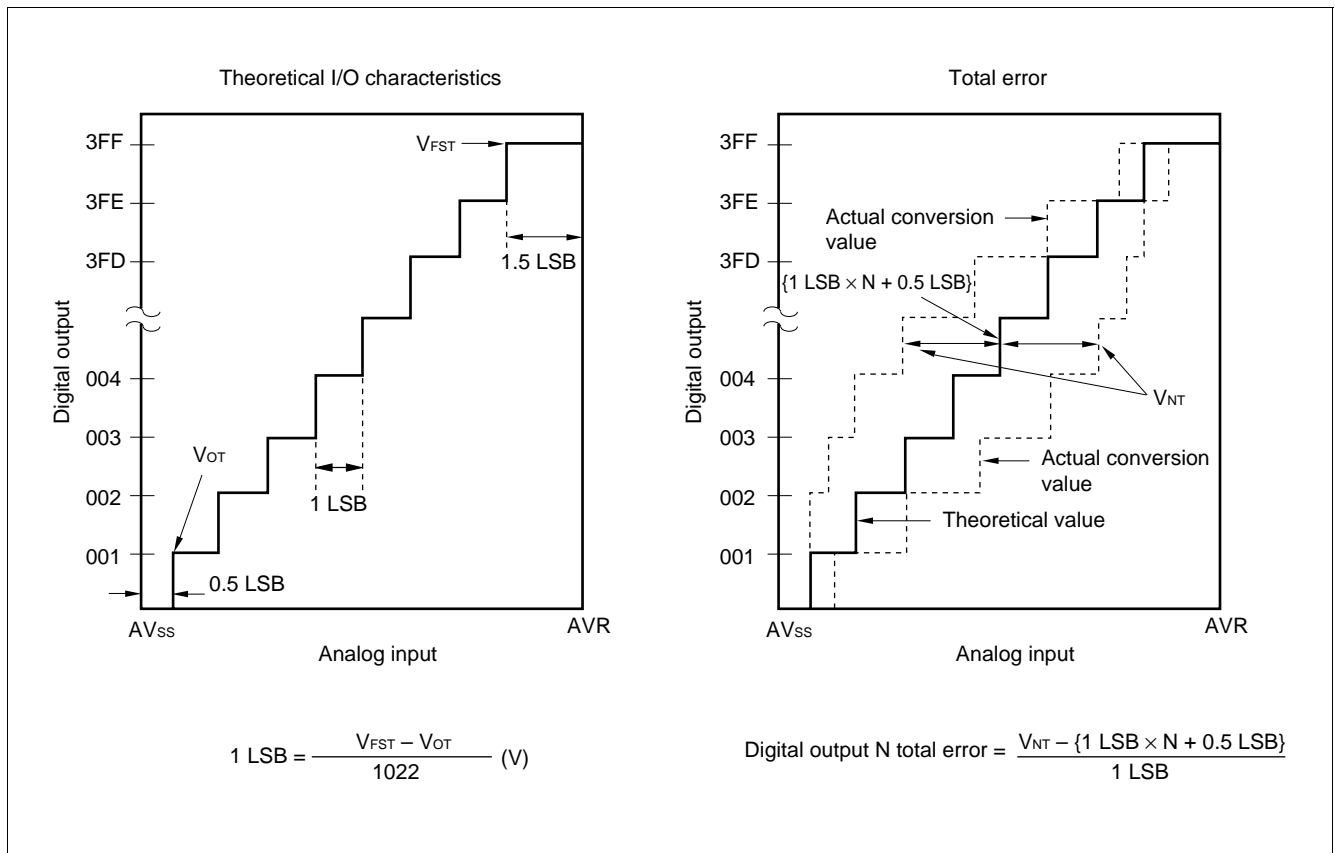 Theoretical I/O characteristics
3FF
3FE
3FD
004
003
002
001
Digital output
VFST
1.5 LSB
VOT
1 LSB
0.5 LSB
AVSS
AVR
Analog input
1 LSB = VFST – VOT / 1022 (V)
Total error
3FF
3FE
3FD
004
003
002
001
Digital output
Actual conversion
value
{1 LSB × N + 0.5 LSB}
VNT
Actual conversion
value
Theoretical value
AVSS
AVR
Analog input
Digital output N total error = VNT – {1 LSB × N + 0.5 LSB} / 1 LSB